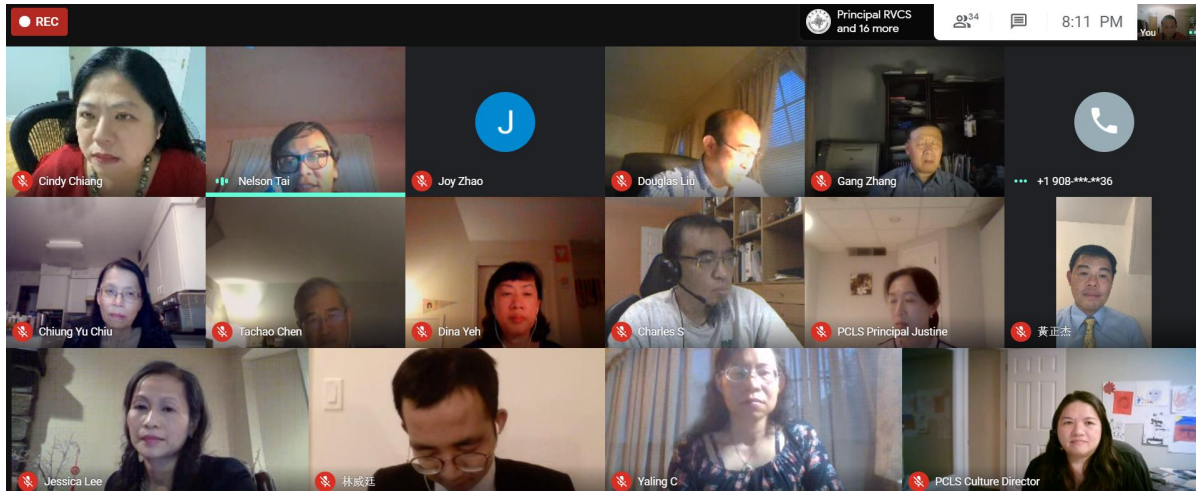 REC
Principal RVCS
and 16 more
34
8:11 PM
You
Cindy Chiang
Nelson Tai
J
Joy Zhao
Douglas Liu
Gang Zhang
+1 908-***-**36
Chiung Yu Chiu
Tachao Chen
Dina Yeh
Charles S
PCLS Principal Justine
黃正杰
Jessica Lee
林威廷
Yaling C
PCLS Culture Director